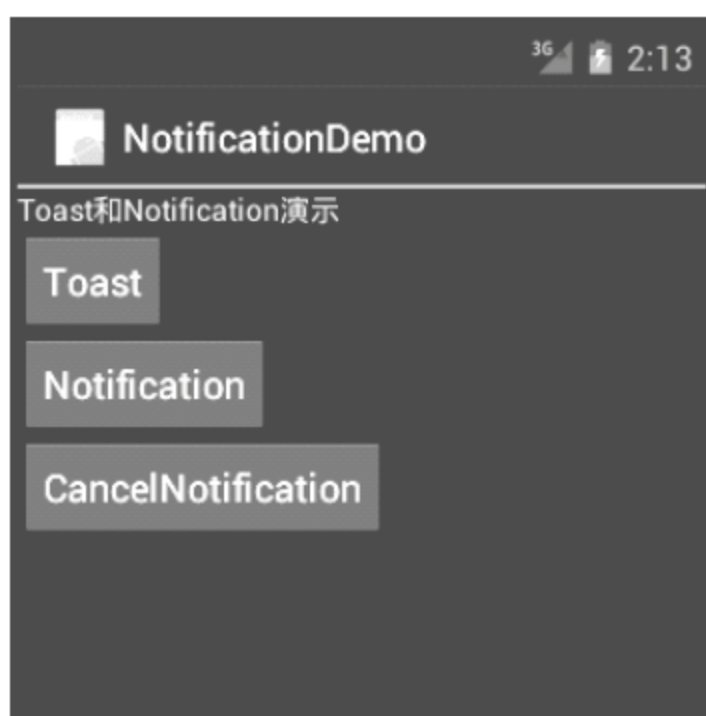 3G 2:13
NotificationDemo
Toast和Notification演示
Toast
Notification
CancelNotification